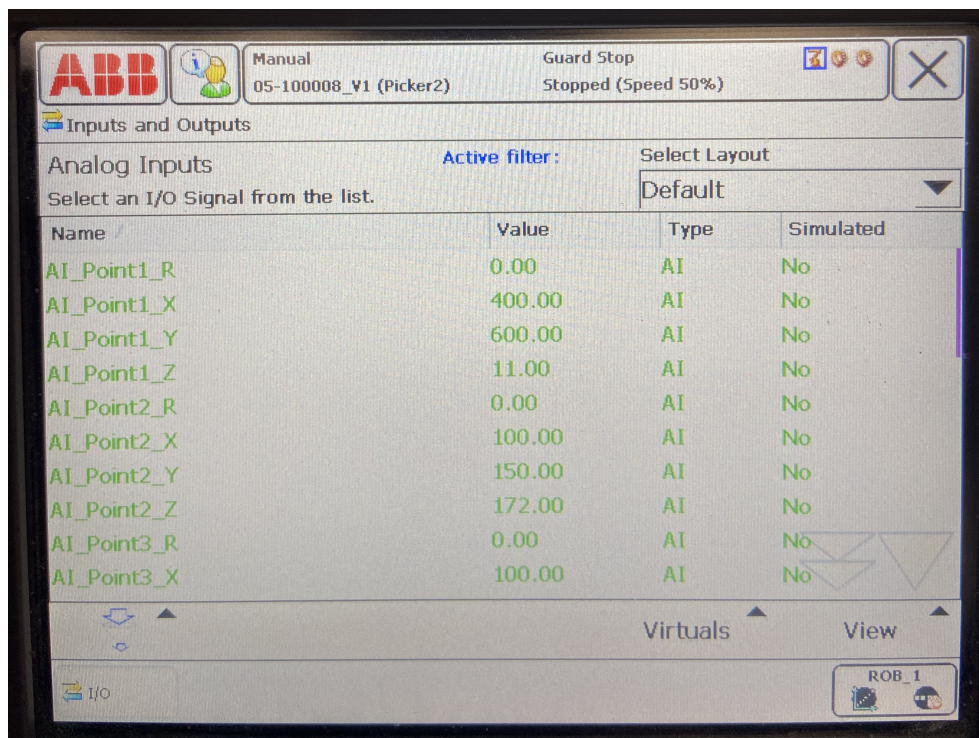 ABB
Manual
05-100008_V1 (Picker2)
Guard Stop
Stopped (Speed 50%)
Inputs and Outputs
Analog Inputs
Select an I/O Signal from the list.
Active filter:
Select Layout
Default
Name / Value Type Simulated
AI_Point1_R 0.00 AI No
AI_Point1_X 400.00 AI No
AI_Point1_Y 600.00 AI No
AI_Point1_Z 11.00 AI No
AI_Point2_R 0.00 AI No
AI_Point2_X 100.00 AI No
AI_Point2_Y 150.00 AI No
AI_Point2_Z 172.00 AI No
AI_Point3_R 0.00 AI No
AI_Point3_X 100.00 AI No
Virtuals View
I/O
ROB_1